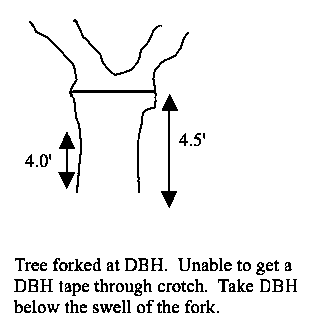 4.5'
4.0'
Tree forked at DBH. Unable to get a
DBH tape through crotch. Take DBH
below the swell of the fork.